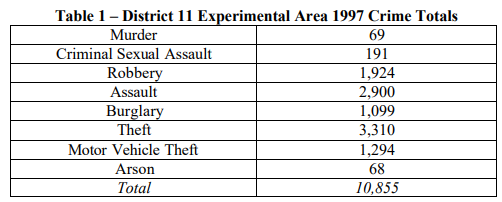 Table 1 – District 11 Experimental Area 1997 Crime Totals
Murder 69
Criminal Sexual Assault 191
Robbery 1,924
Assault 2,900
Burglary 1,099
Theft 3,310
Motor Vehicle Theft 1,294
Arson 68
Total 10,855